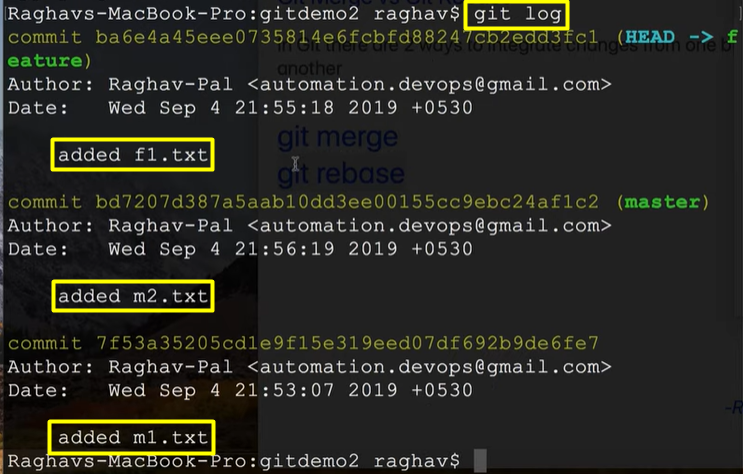 Raghavs-MacBook-Pro:gitdemo2 raghav$ git log
commit ba6e4a45eee0735814e6fcbfd88247cb2edd3fc1 (HEAD -> f
eature)
Author: Raghav-Pal <automation.devops@gmail.com>
Date:   Wed Sep 4 21:55:18 2019 +0530
added f1.txt
commit bd7207d387a5aab10dd3ee00155cc9ebc24af1c2 (master)
Author: Raghav-Pal <automation.devops@gmail.com>
Date:   Wed Sep 4 21:56:19 2019 +0530
added m2.txt
commit 7f53a35205cd1e9f15e319eed07df692b9de6fe7
Author: Raghav-Pal <automation.devops@gmail.com>
Date:   Wed Sep 4 21:53:07 2019 +0530
added m1.txt
Raghavs-MacBook-Pro:gitdemo2 raghav$
In Git there are 2 ways to integrate changes from one b
another
git merge
git rebase
-R